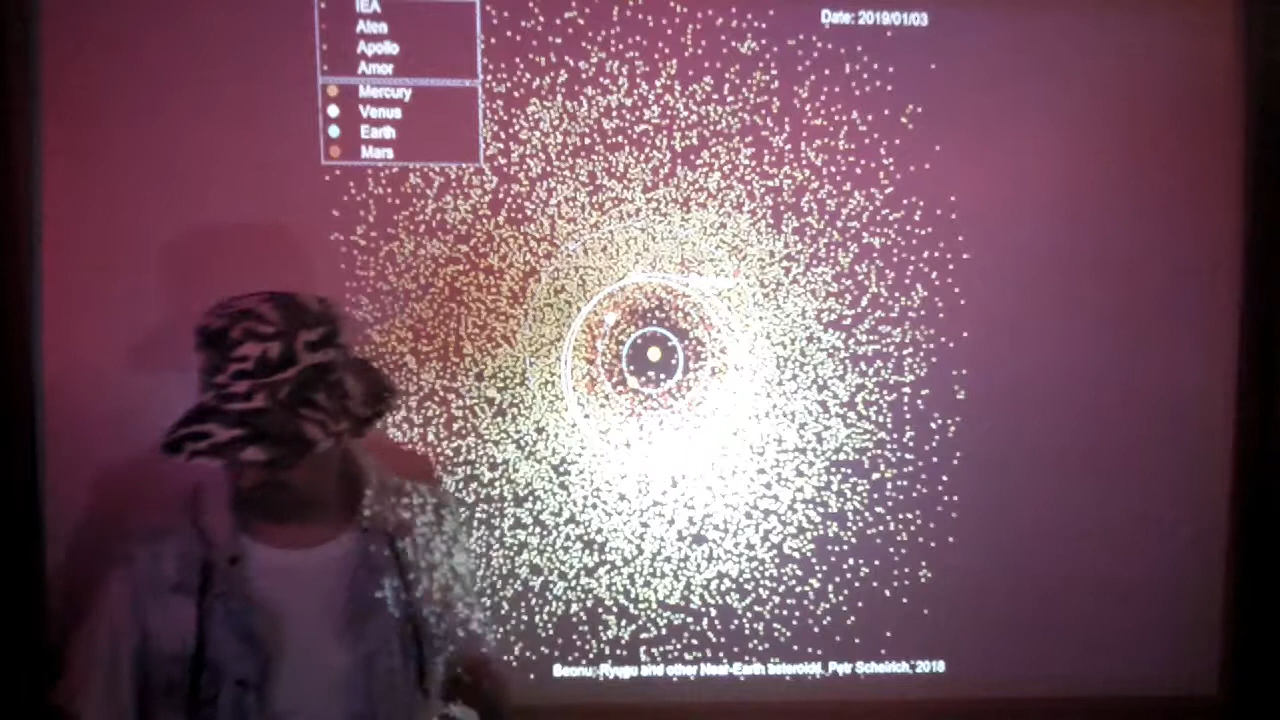 IEA
Aten
Apollo
Amor
Mercury
Venus
Earth
Mars
Date: 2019/01/03
Bennu, Ryugu and other Near-Earth asteroids, Petr Scheirich, 2018